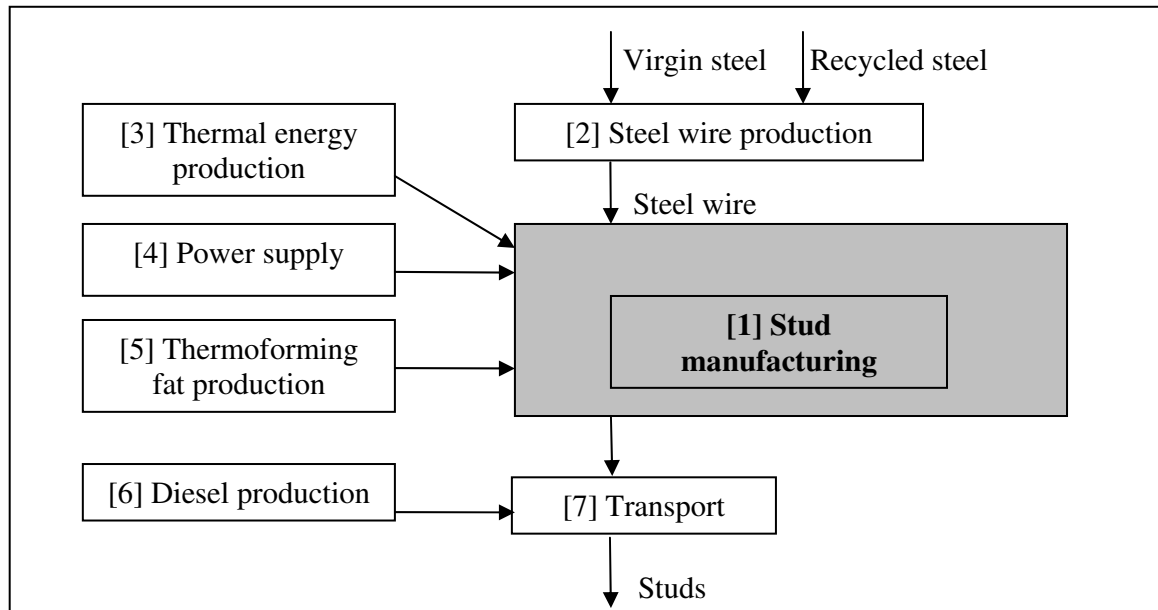 Virgin steel
Recycled steel
[3] Thermal energy
production
[2] Steel wire production
Steel wire
[4] Power supply
[1] Stud
manufacturing
[5] Thermoforming
fat production
[6] Diesel production
[7] Transport
Studs